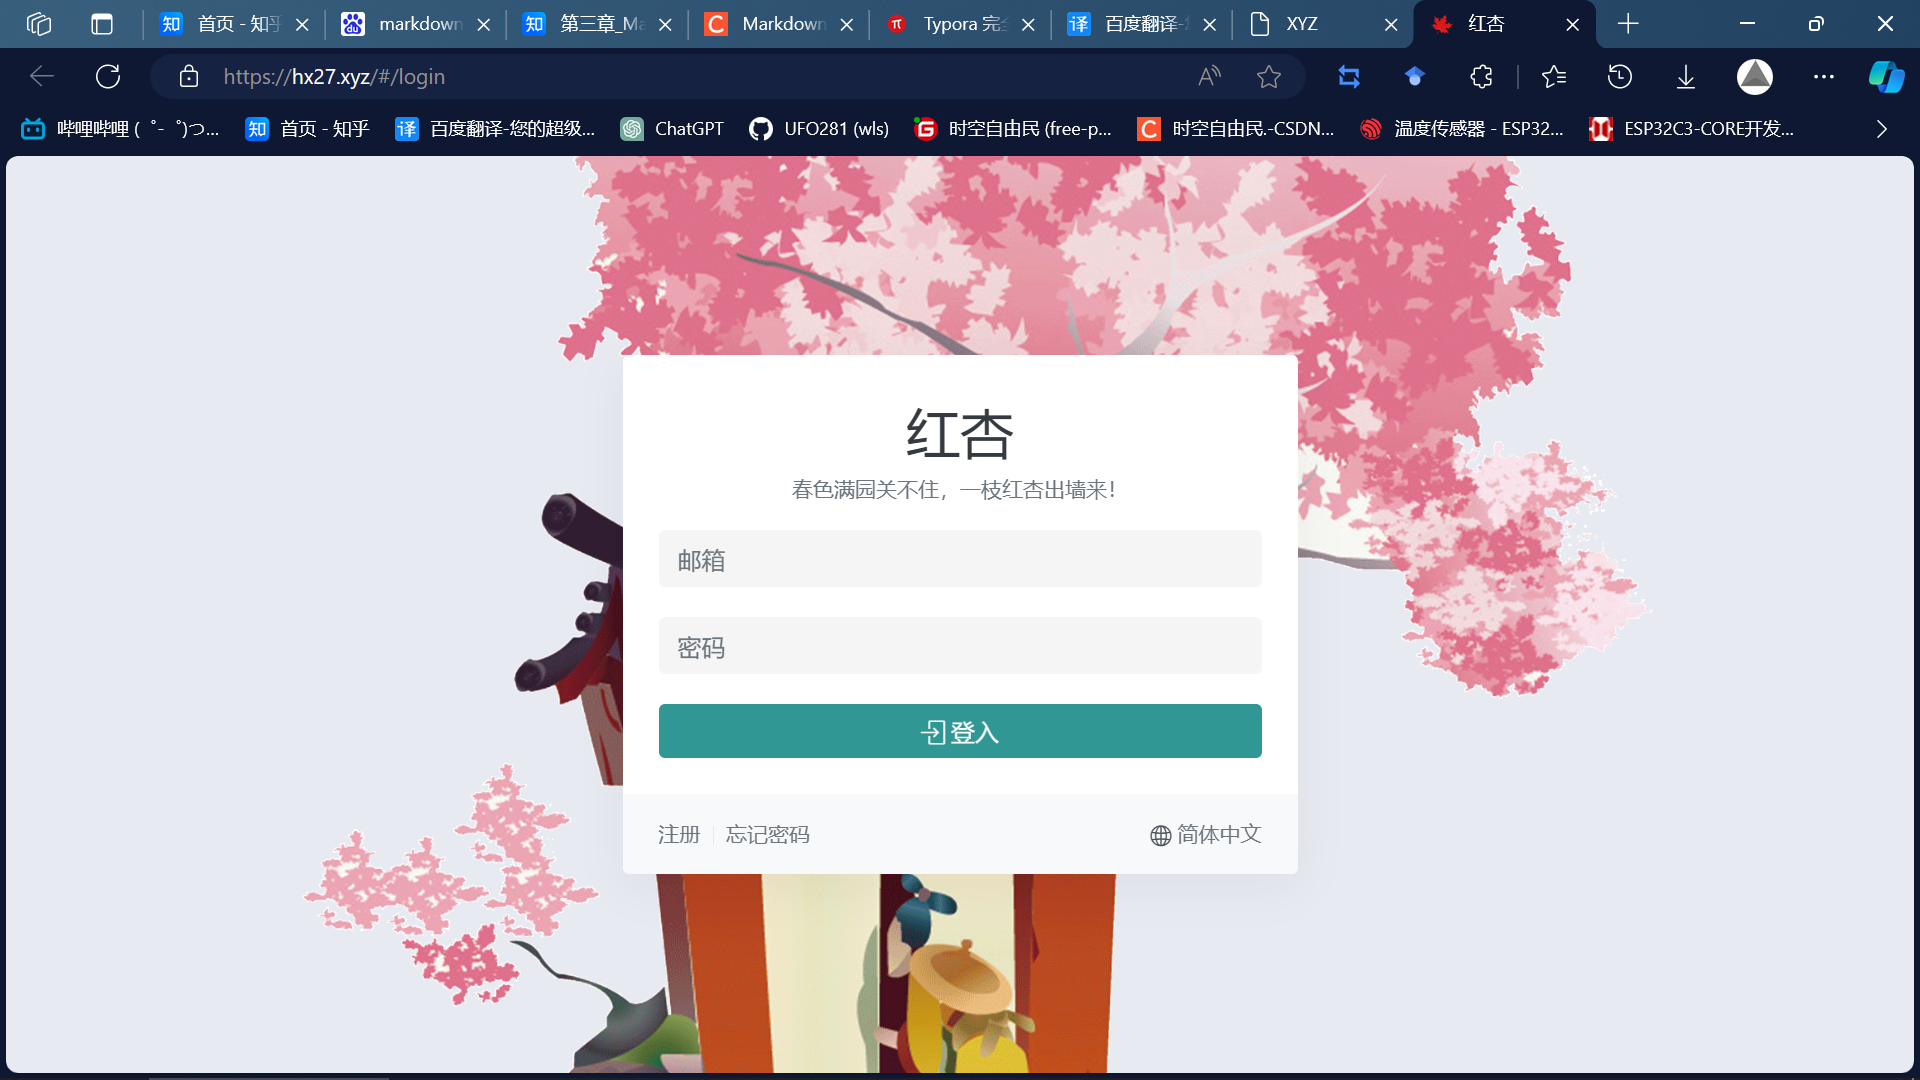 首页 - 知乎
markdown
第三章_Ma
Markdown
Typora 完
百度翻译-
XYZ
红杏
https://hx27.xyz/#/login
哔哩哔哩 ( ゜- ゜)つ...
首页 - 知乎
百度翻译-您的超级...
ChatGPT
UFO281 (wls)
时空自由民 (free-p...
时空自由民.-CSDN...
温度传感器 - ESP32...
ESP32C3-CORE开发...
红杏
春色满园关不住，一枝红杏出墙来！
邮箱
密码
登入
注册
忘记密码
简体中文